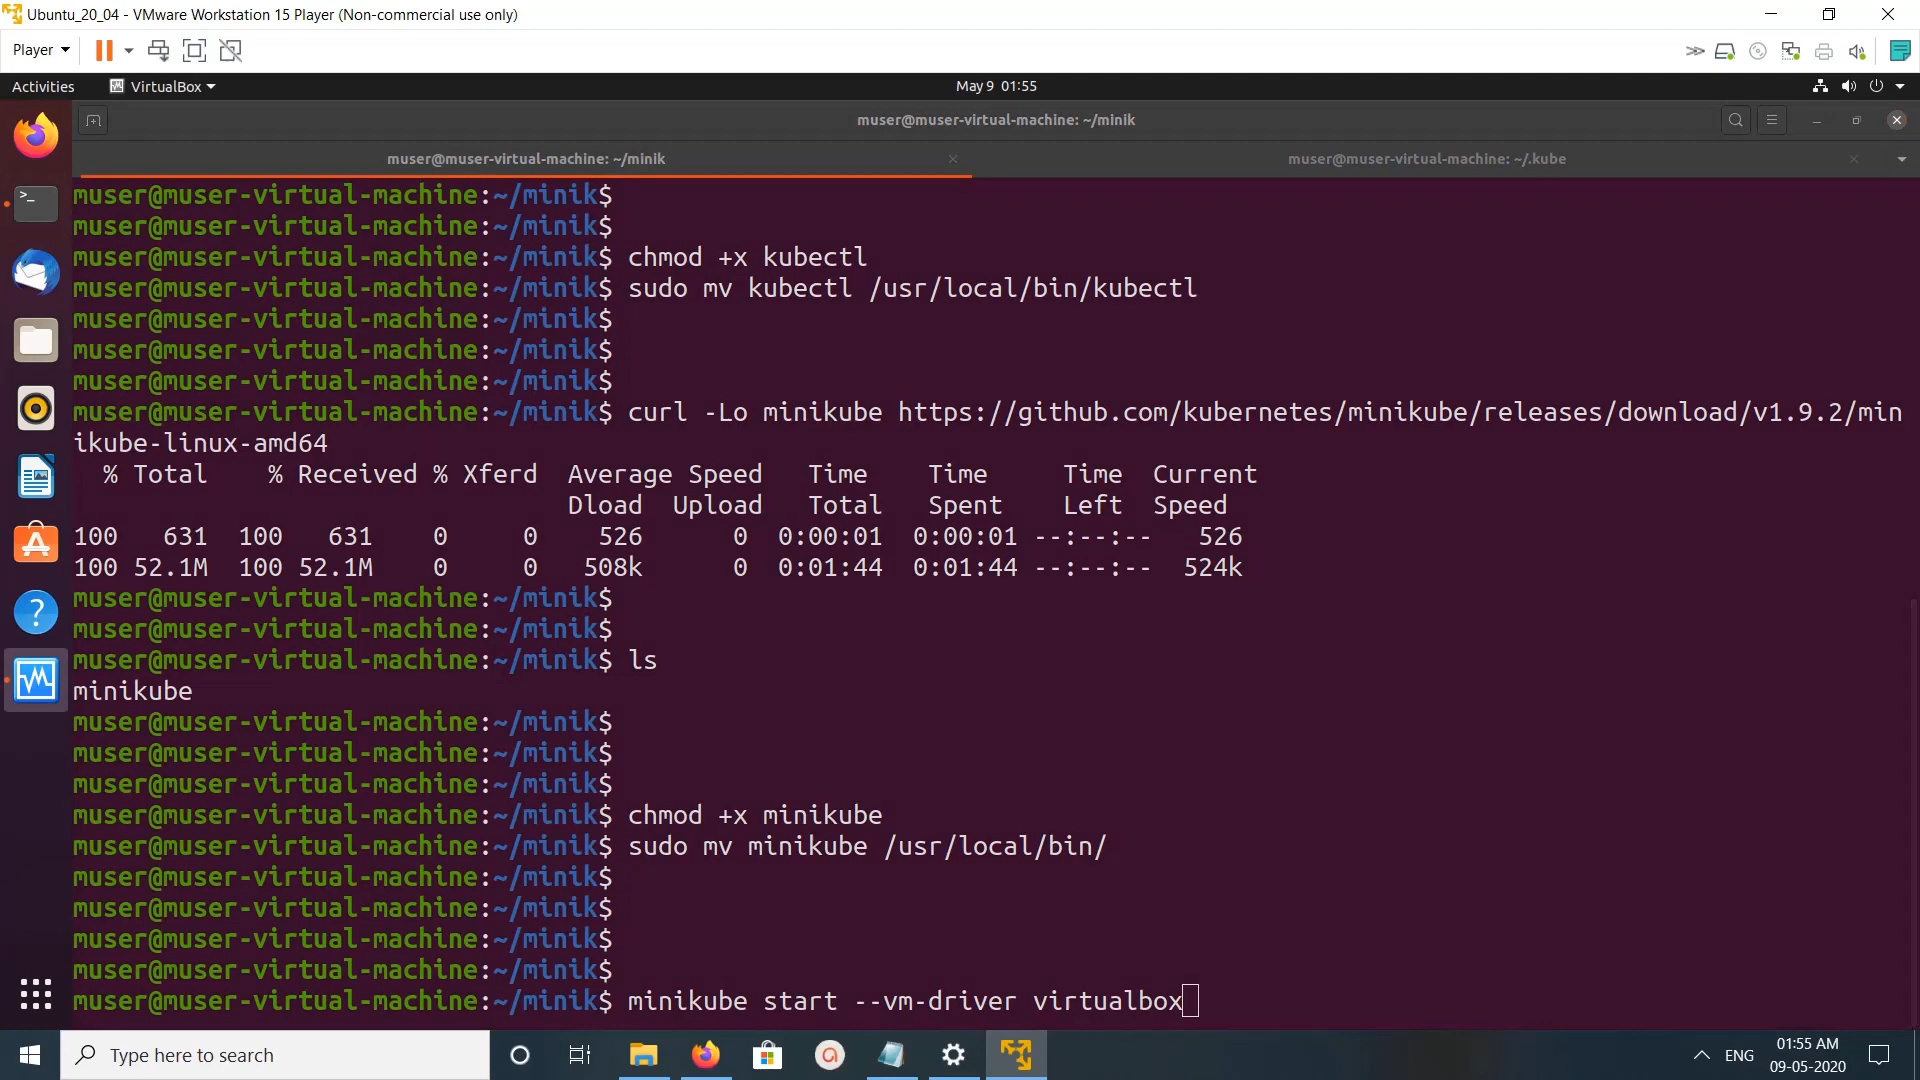 Ubuntu_20_04 - VMware Workstation 15 Player (Non-commercial use only)
Player
Activities VirtualBox May 9 01:55
muser@muser-virtual-machine: ~/minik
muser@muser-virtual-machine: ~/minik muser@muser-virtual-machine: ~/.kube
muser@muser-virtual-machine:~/minik$
muser@muser-virtual-machine:~/minik$
muser@muser-virtual-machine:~/minik$ chmod +x kubectl
muser@muser-virtual-machine:~/minik$ sudo mv kubectl /usr/local/bin/kubectl
muser@muser-virtual-machine:~/minik$
muser@muser-virtual-machine:~/minik$
muser@muser-virtual-machine:~/minik$
muser@muser-virtual-machine:~/minik$ curl -Lo minikube https://github.com/kubernetes/minikube/releases/download/v1.9.2/min
ikube-linux-amd64
% Total % Received % Xferd Average Speed Time Time Time Current
Dload Upload Total Spent Left Speed
100 631 100 631 0 0 526 0 0:00:01 0:00:01 --:--:-- 526
100 52.1M 100 52.1M 0 0 508k 0 0:01:44 0:01:44 --:--:-- 524k
muser@muser-virtual-machine:~/minik$
muser@muser-virtual-machine:~/minik$
muser@muser-virtual-machine:~/minik$ ls
minikube
muser@muser-virtual-machine:~/minik$
muser@muser-virtual-machine:~/minik$
muser@muser-virtual-machine:~/minik$
muser@muser-virtual-machine:~/minik$ chmod +x minikube
muser@muser-virtual-machine:~/minik$ sudo mv minikube /usr/local/bin/
muser@muser-virtual-machine:~/minik$
muser@muser-virtual-machine:~/minik$
muser@muser-virtual-machine:~/minik$
muser@muser-virtual-machine:~/minik$
muser@muser-virtual-machine:~/minik$ minikube start --vm-driver virtualbox
Type here to search
ENG
01:55 AM
09-05-2020